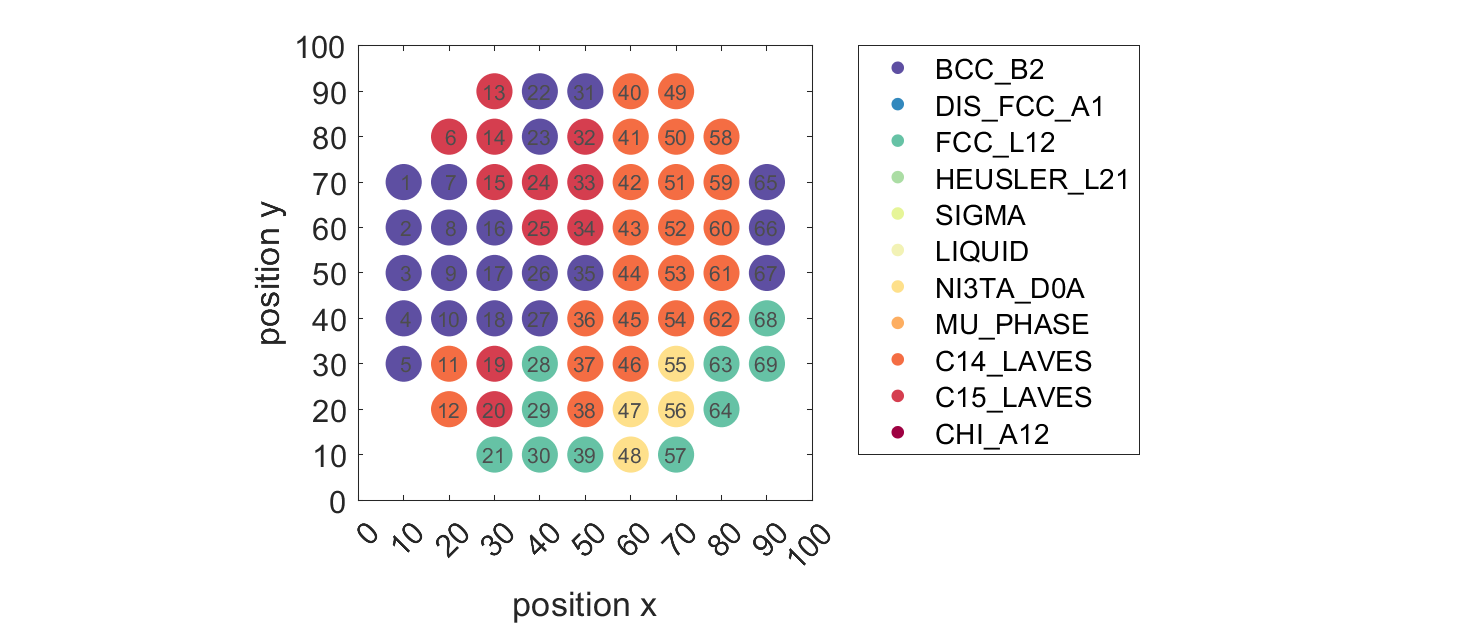 100
90 13 22 31 40 49
80 6 14 23 32 41 50 58
70 1 7 15 24 33 42 51 59 65
60 2 8 16 25 34 43 52 60 66
50 3 9 17 26 35 44 53 61 67
40 4 10 18 27 36 45 54 62 68
30 5 11 19 28 37 46 55 63 69
20 12 20 29 38 47 56 64
10 21 30 39 48 57
0
0 10 20 30 40 50 60 70 80 90 100
position x
position y
BCC_B2
DIS_FCC_A1
FCC_L12
HEUSLER_L21
SIGMA
LIQUID
NI3TA_D0A
MU_PHASE
C14_LAVES
C15_LAVES
CHI_A12